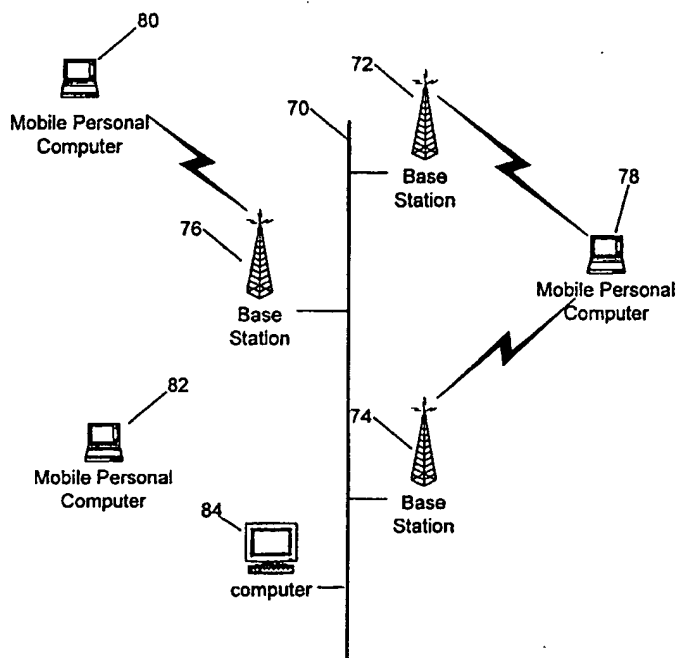 80
Mobile Personal
Computer
70
72
Base
Station
78
Mobile Personal
Computer
76
Base
Station
82
Mobile Personal
Computer
74
Base
Station
84
computer